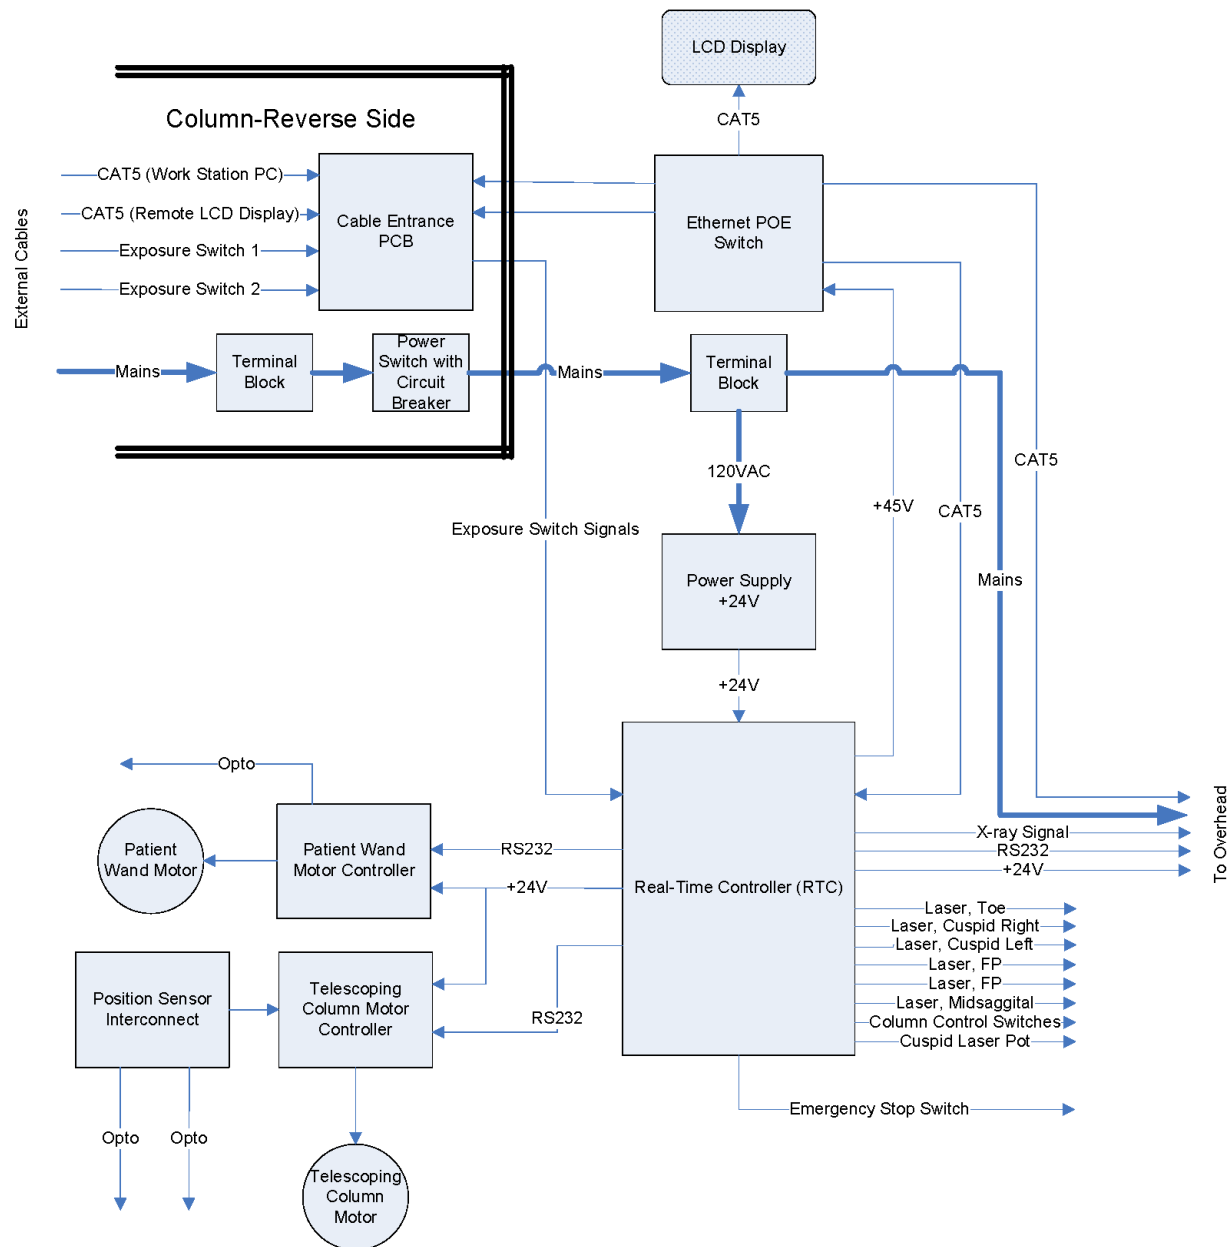 LCD Display
CAT5
Column-Reverse Side
External Cables
CAT5 (Work Station PC)
CAT5 (Remote LCD Display)
Exposure Switch 1
Exposure Switch 2
Cable Entrance
PCB
Ethernet POE
Switch
Mains
Terminal
Block
Power
Switch with
Circuit
Breaker
Mains
Terminal
Block
120VAC
CAT5
+45V
CAT5
Exposure Switch Signals
Power Supply
+24V
Mains
+24V
Opto
Patient
Wand Motor
Patient Wand
Motor Controller
RS232
+24V
Real-Time Controller (RTC)
X-ray Signal
RS232
+24V
To Overhead
Laser, Toe
Laser, Cuspid Right
Laser, Cuspid Left
Laser, FP
Laser, FP
Laser, Midsaggital
Column Control Switches
Cuspid Laser Pot
Position Sensor
Interconnect
Telescoping
Column Motor
Controller
RS232
Emergency Stop Switch
Opto
Opto
Telescoping
Column
Motor